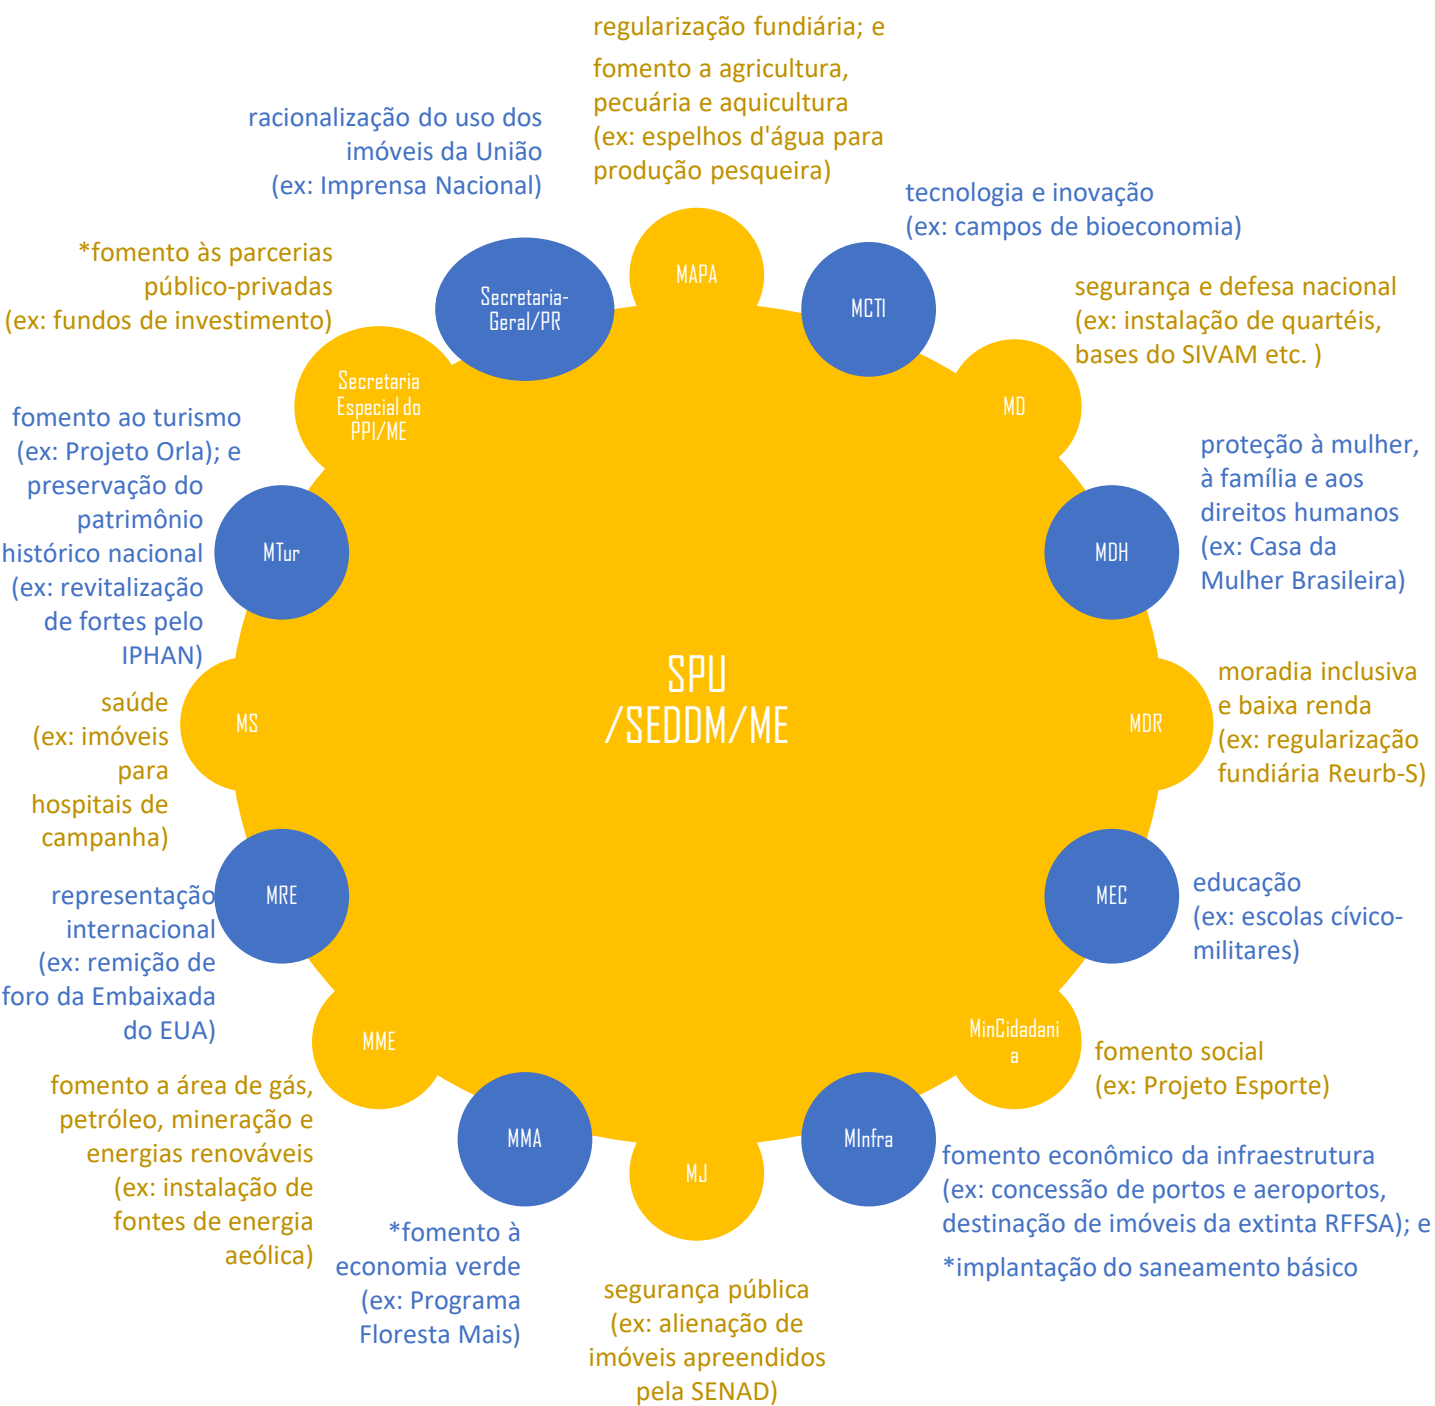 regularização fundiária; e
fomento a agricultura,
pecuária e aquicultura
(ex: espelhos d'água para
produção pesqueira)
MAPA
tecnologia e inovação
(ex: campos de bioeconomia)
MCTI
segurança e defesa nacional
(ex: instalação de quartéis,
bases do SIVAM etc. )
MD
proteção à mulher,
à família e aos
direitos humanos
(ex: Casa da
Mulher Brasileira)
MDH
moradia inclusiva
e baixa renda
(ex: regularização
fundiária Reurb-S)
MDR
educação
(ex: escolas cívico-
militares)
MEC
MinCidadani
a
fomento social
(ex: Projeto Esporte)
MInfra
fomento econômico da infraestrutura
(ex: concessão de portos e aeroportos,
destinação de imóveis da extinta RFFSA); e
*implantação do saneamento básico
MJ
segurança pública
(ex: alienação de
imóveis apreendidos
pela SENAD)
MMA
*fomento à
economia verde
(ex: Programa
Floresta Mais)
MME
fomento a área de gás,
petróleo, mineração e
energias renováveis
(ex: instalação de
fontes de energia
aeólica)
MRE
representação
internacional
(ex: remição de
foro da Embaixada
do EUA)
MS
saúde
(ex: imóveis
para
hospitais de
campanha)
MTur
fomento ao turismo
(ex: Projeto Orla); e
preservação do
patrimônio
histórico nacional
(ex: revitalização
de fortes pelo
IPHAN)
Secretaria
Especial do
PPI/ME
*fomento às parcerias
público-privadas
(ex: fundos de investimento)
Secretaria-
Geral/PR
racionalização do uso dos
imóveis da União
(ex: Imprensa Nacional)
SPU
/SEDDM/ME